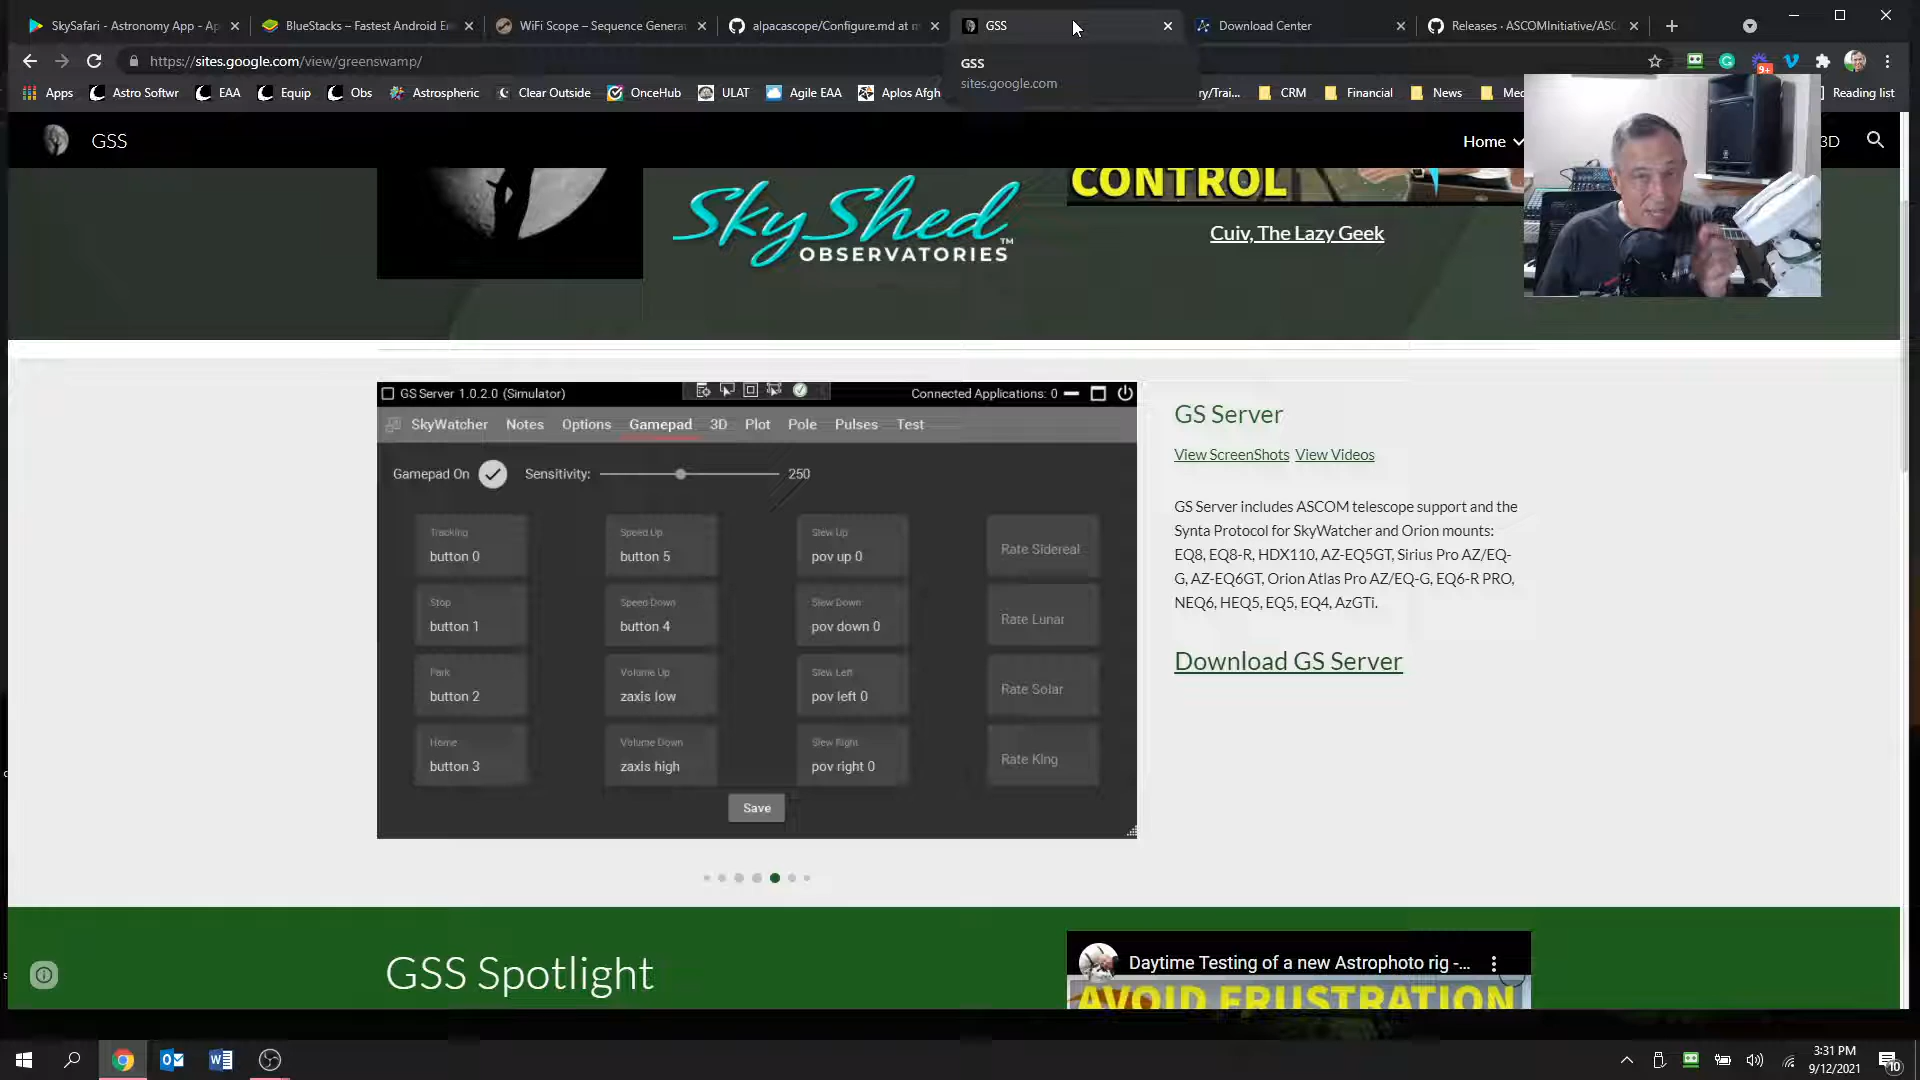 SkySafari - Astronomy App - Ap
BlueStacks – Fastest Android E
WiFi Scope – Sequence Genera
alpacascope/Configure.md at m
GSS
Download Center
Releases · ASCOMInitiative/ASC
https://sites.google.com/view/greenswamp/
9+
GSS
sites.google.com
Apps
Astro Softwr
EAA
Equip
Obs
Astrospheric
Clear Outside
OnceHub
ULAT
Agile EAA
Aplos Afgh
ry/Trai...
CRM
Financial
News
Med
Reading list
GSS
Home
3D
CONTROL
SkyShed™
OBSERVATORIES
Cuiv, The Lazy Geek
GS Server 1.0.2.0 (Simulator)
Connected Applications: 0
SkyWatcher Notes Options Gamepad 3D Plot Pole Pulses Test
Gamepad On
Sensitivity:
250
Tracking
button 0
Speed Up
button 5
Slew Up
pov up 0
Rate Sidereal
Stop
button 1
Speed Down
button 4
Slew Down
pov down 0
Rate Lunar
Park
button 2
Volume Up
zaxis low
Slew Left
pov left 0
Rate Solar
Home
button 3
Volume Down
zaxis high
Slew Right
pov right 0
Rate King
Save
GS Server
View ScreenShots View Videos
GS Server includes ASCOM telescope support and the
Synta Protocol for SkyWatcher and Orion mounts:
EQ8, EQ8-R, HDX110, AZ-EQ5GT, Sirius Pro AZ/EQ-
G, AZ-EQ6GT, Orion Atlas Pro AZ/EQ-G, EQ6-R PRO,
NEQ6, HEQ5, EQ5, EQ4, AzGTi.
Download GS Server
GSS Spotlight
Daytime Testing of a new Astrophoto rig -...
AVOID FRUSTRATION
3:31 PM
9/12/2021
10